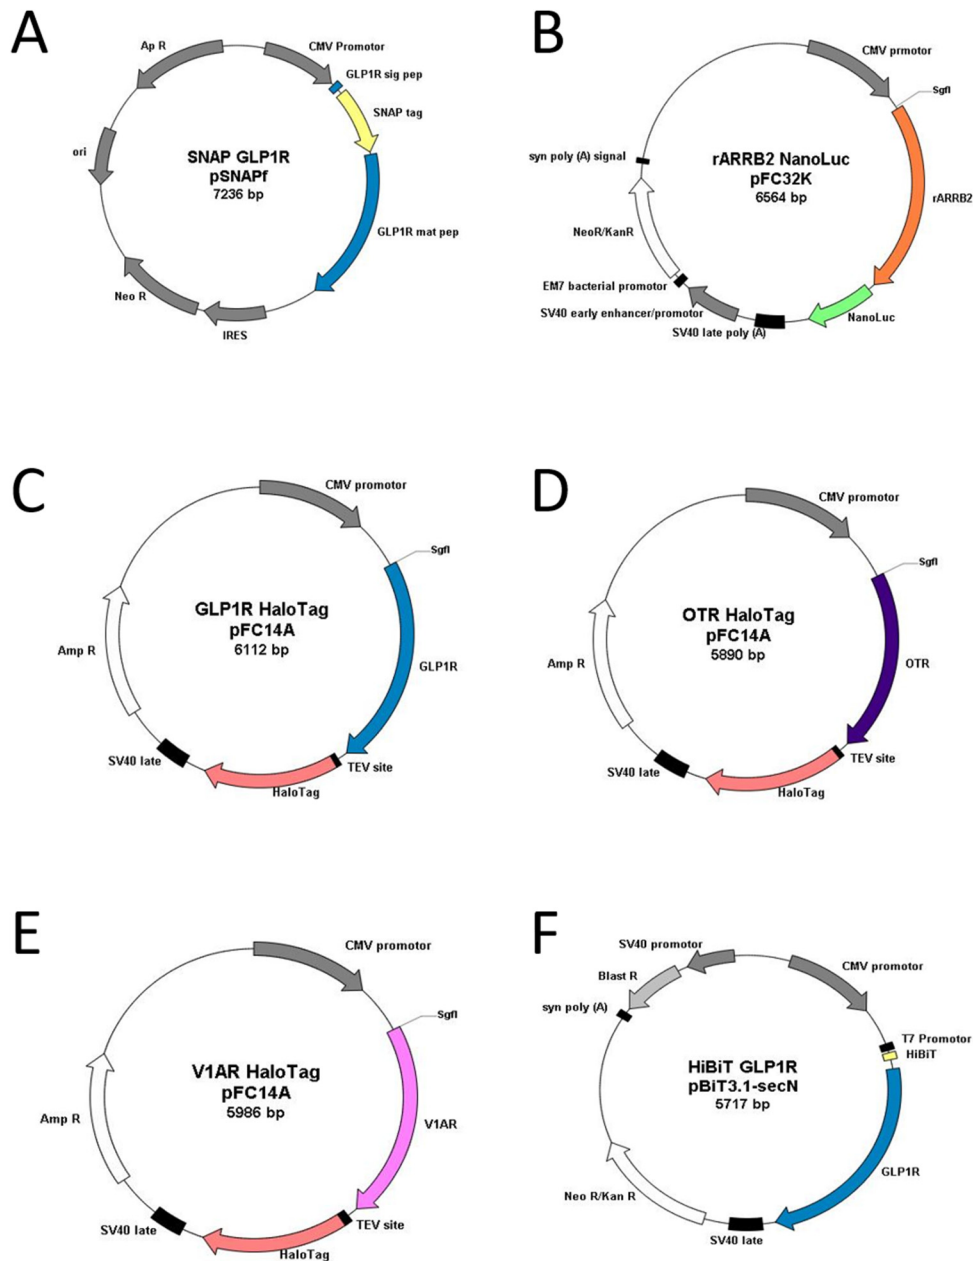 A
Ap R
CMV Promotor
GLP1R sig pep
SNAP tag
ori
SNAP GLP1R
pSNAPf
7236 bp
GLP1R mat pep
Neo R
IRES
B
CMV prmotor
SgfI
syn poly (A) signal
rARRB2 NanoLuc
pFC32K
6564 bp
rARRB2
NeoR/KanR
EM7 bacterial promotor
SV40 early enhancer/promotor
SV40 late poly (A)
NanoLuc
C
CMV promotor
SgfI
GLP1R HaloTag
pFC14A
6112 bp
Amp R
GLP1R
SV40 late
TEV site
HaloTag
D
CMV promotor
SgfI
OTR HaloTag
pFC14A
5890 bp
Amp R
OTR
SV40 late
TEV site
HaloTag
E
CMV promotor
SgfI
V1AR HaloTag
pFC14A
5986 bp
Amp R
V1AR
SV40 late
TEV site
HaloTag
F
SV40 promotor
Blast R
CMV promotor
syn poly (A)
T7 Promotor
HiBiT
HiBiT GLP1R
pBiT3.1-secN
5717 bp
GLP1R
Neo R/Kan R
SV40 late